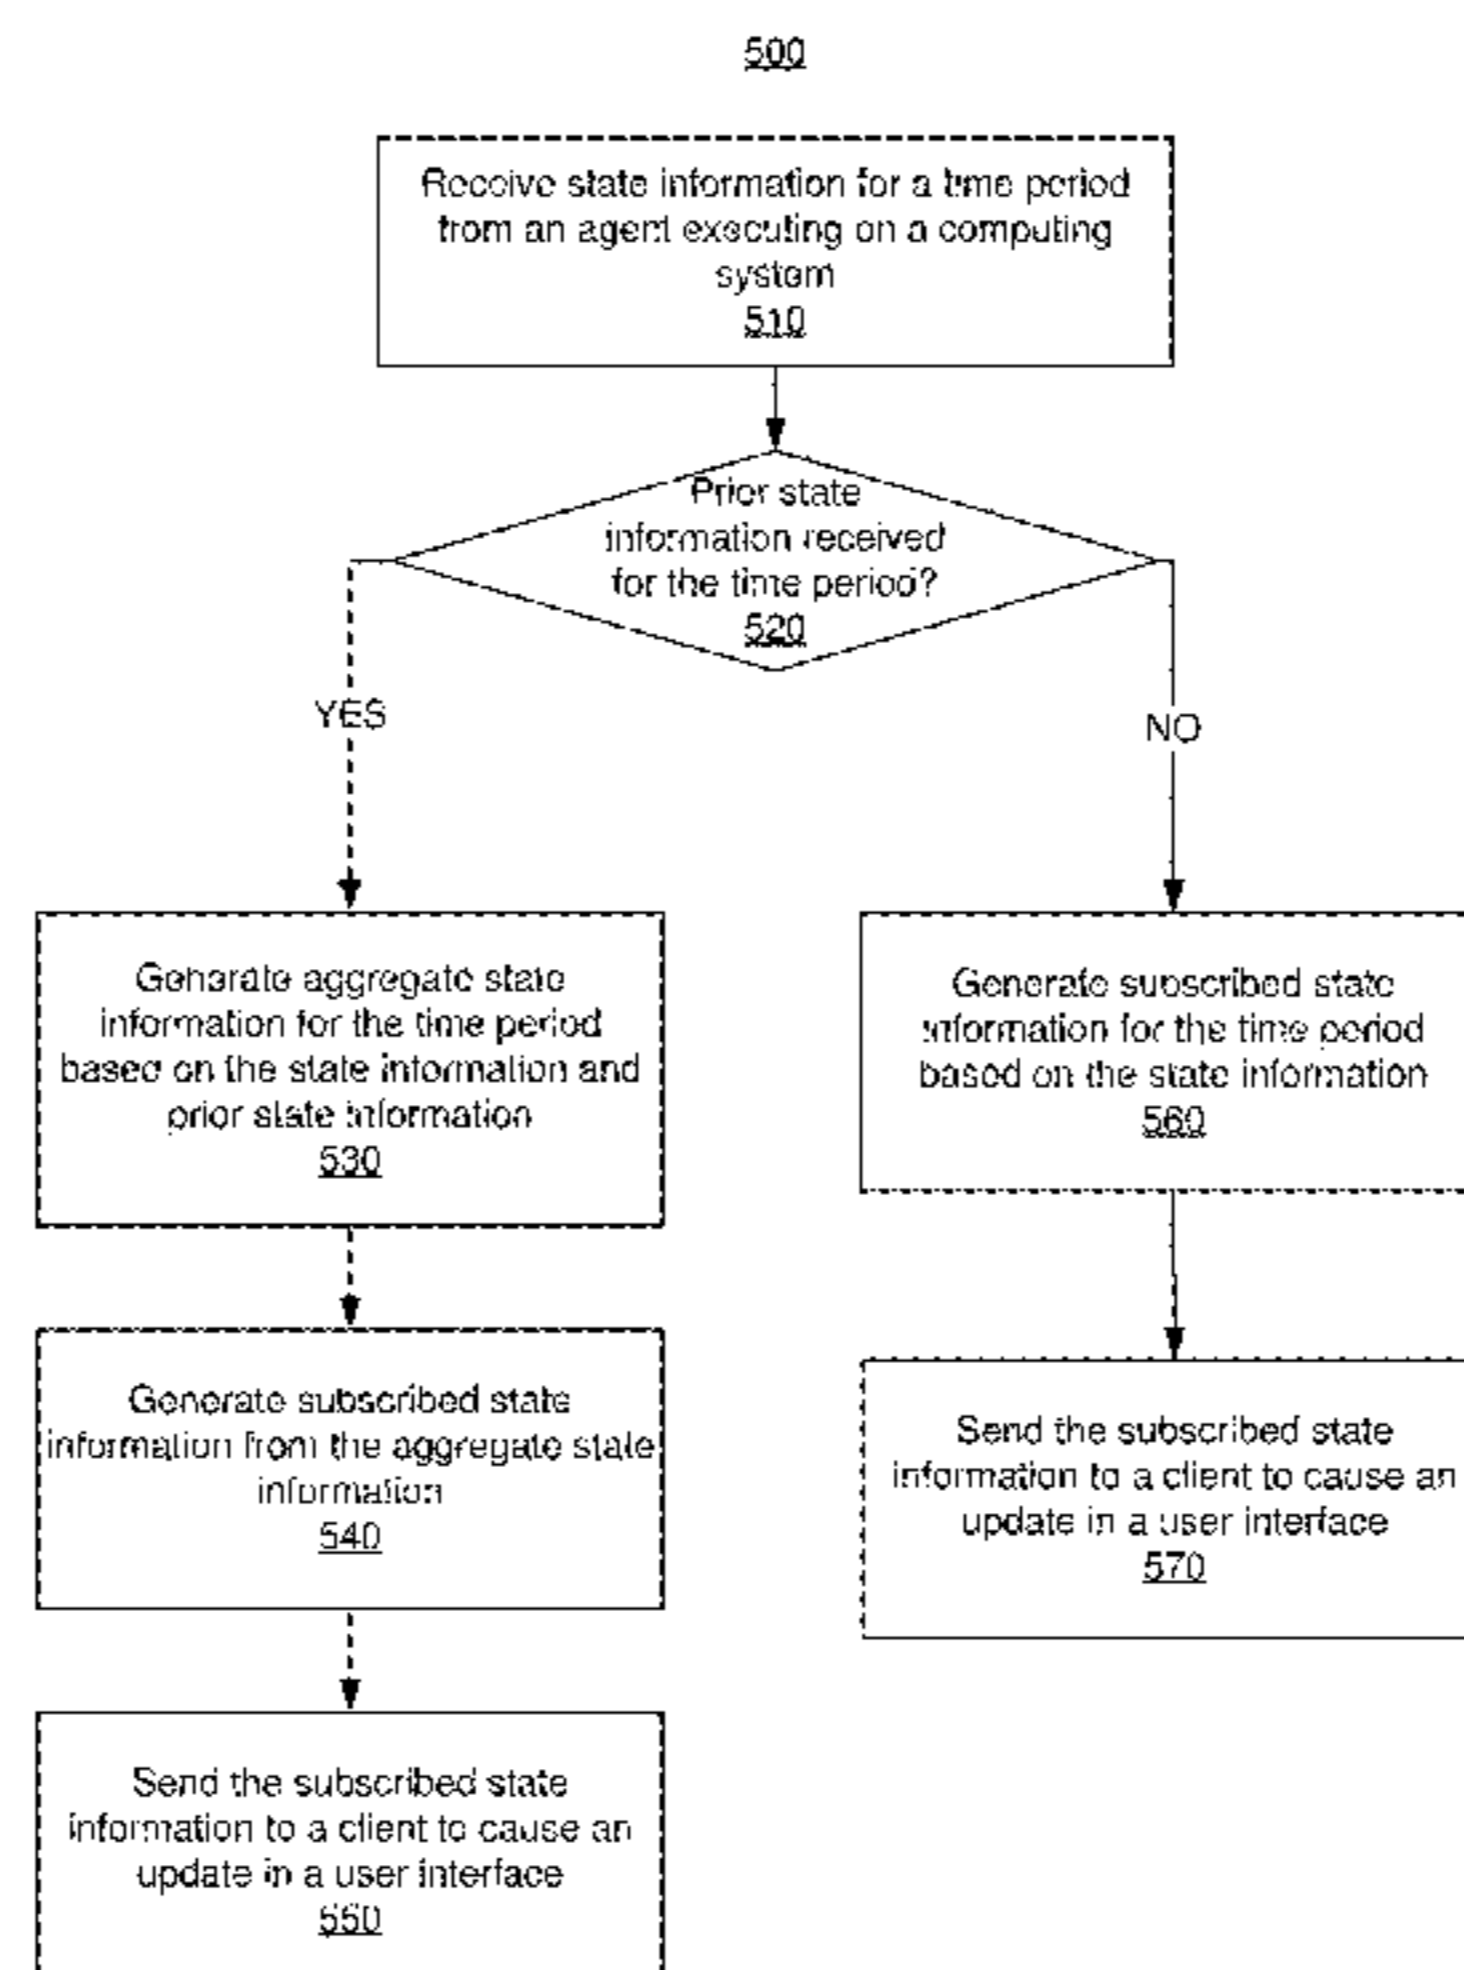 500
Receive state information for a time period
from an agent executing on a computing
system
510
Prior state
information received
for the time period?
520
YES
NO
Generate aggregate state
information for the time period
based on the state information and
prior state information
530
Generate subscribed state
information for the time period
based on the state information
560
Generate subscribed state
information from the aggregate state
information
540
Send the subscribed state
information to a client to cause an
update in a user interface
570
Send the subscribed state
information to a client to cause an
update in a user interface
550